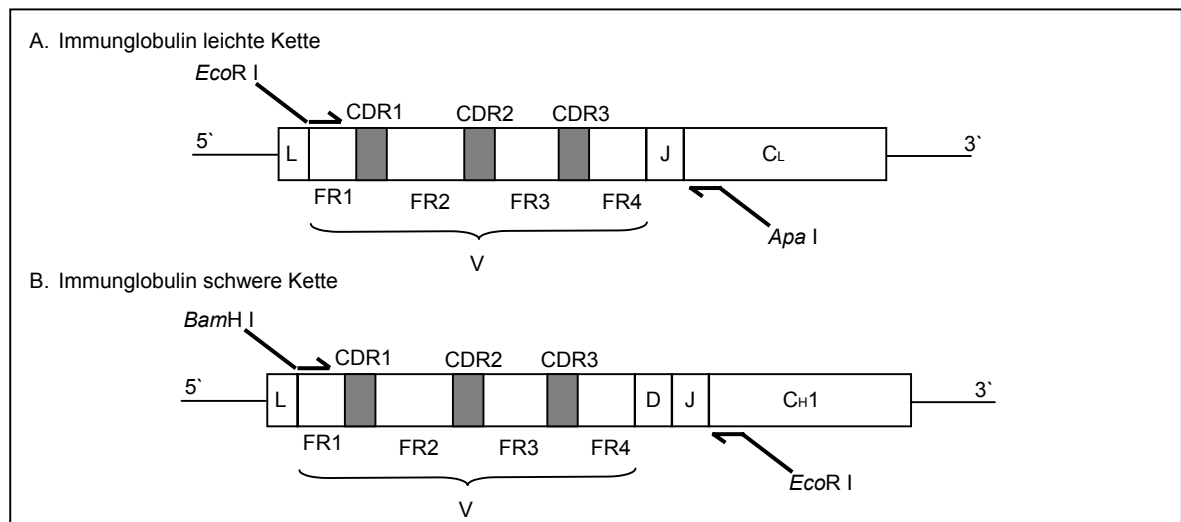 A. Immunglobulin leichte Kette
EcoR I
CDR1 CDR2 CDR3
5` 3`
L J CL
FR1 FR2 FR3 FR4
Apa I
V
B. Immunglobulin schwere Kette
BamH I
CDR1 CDR2 CDR3
5` 3`
L D J CH1
FR1 FR2 FR3 FR4
EcoR I
V